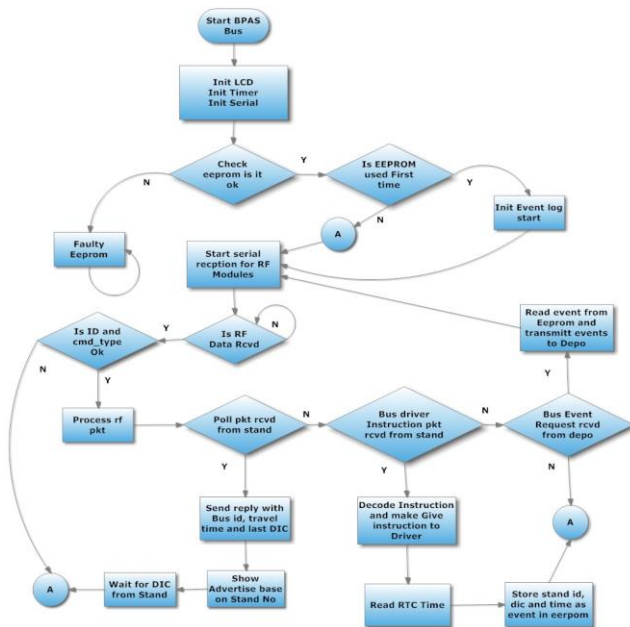 Start BPAS
Bus
Init LCD
Init Timer
Init Serial
Check
eeprom is it
ok
Y
Is EEPROM
used First
time
Y
N
N
Init Event log
start
A
Faulty
Eeprom
Start serial
recption for RF
Modules
Read event from
Eeprom and
transmitt events
to Depo
Is ID and
cmd_type
Ok
Y
Is RF
Data Rcvd
N
N
Y
Y
Process rf
pkt
Poll pkt rcvd
from stand
N
Bus driver
Instruction pkt
rcvd from stand
N
Bus Event
Request rcvd
from depo
Y
Y
N
Send reply with
Bus id, travel
time and last DIC
Decode Instruction
and make Give
instruction to
Driver
A
A
Wait for DIC
from Stand
Show
Advertise base
on Stand No
Read RTC Time
Store stand id,
dic and time as
event in eerpom